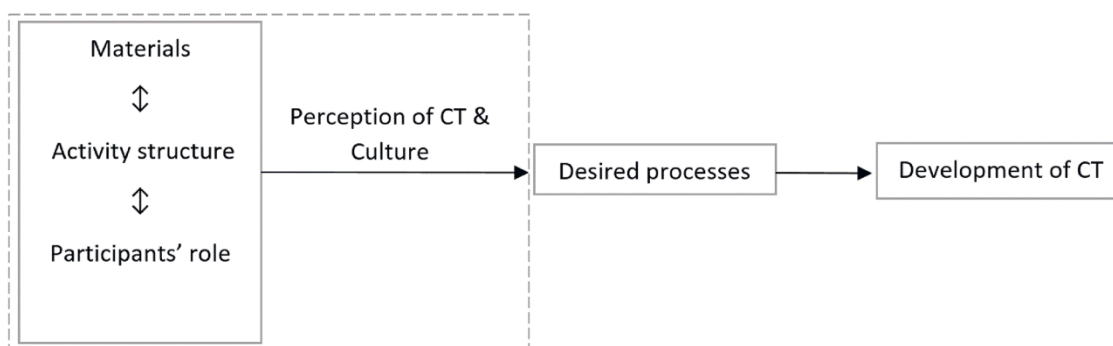 Materials
Activity structure
Participants’ role
Perception of CT &
Culture
Desired processes
Development of CT